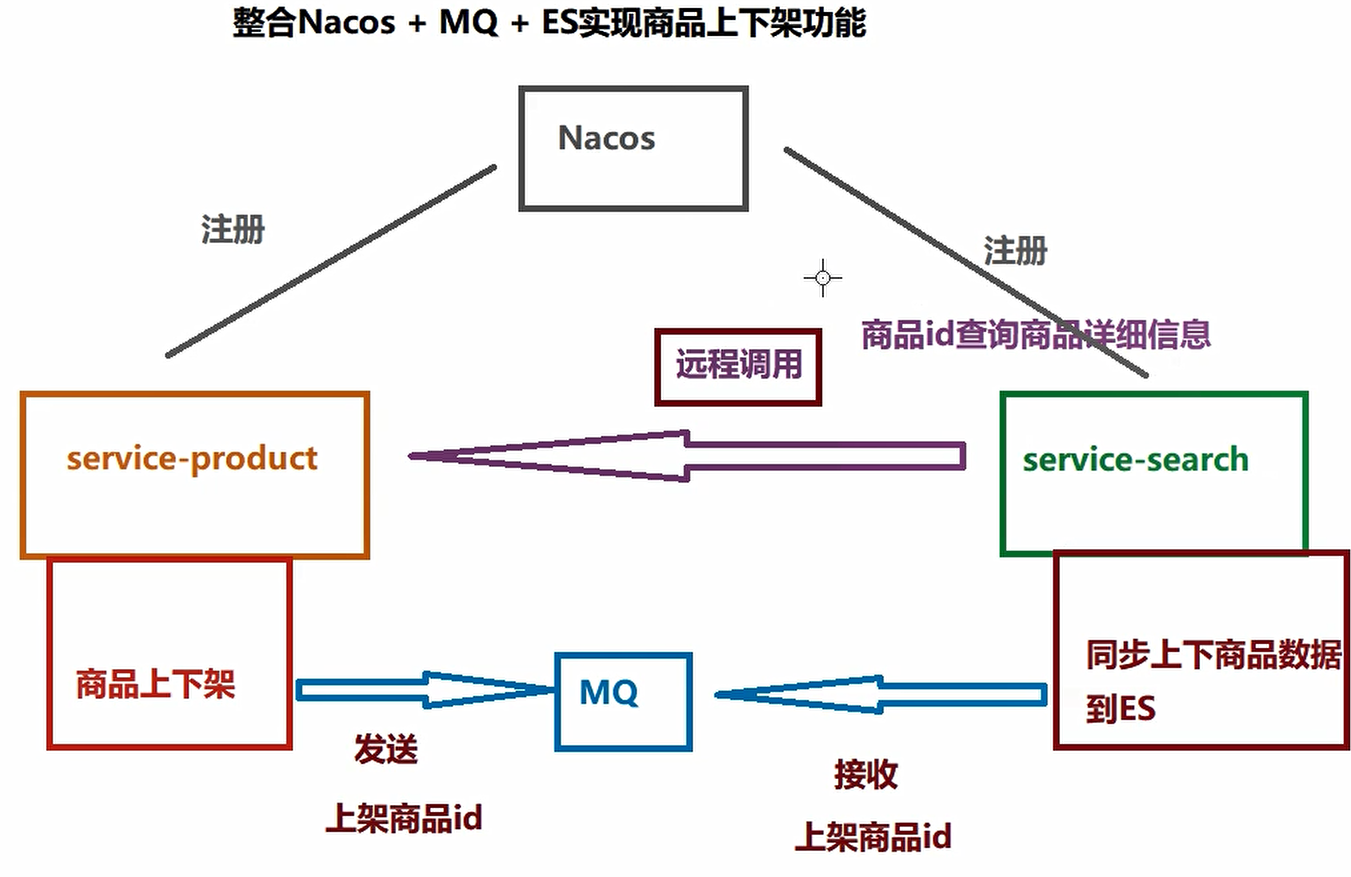 整合Nacos + MQ + ES实现商品上下架功能
Nacos
注册
注册
商品id查询商品详细信息
远程调用
service-product
service-search
商品上下架
MQ
同步上下商品数据
到ES
发送
上架商品id
接收
上架商品id